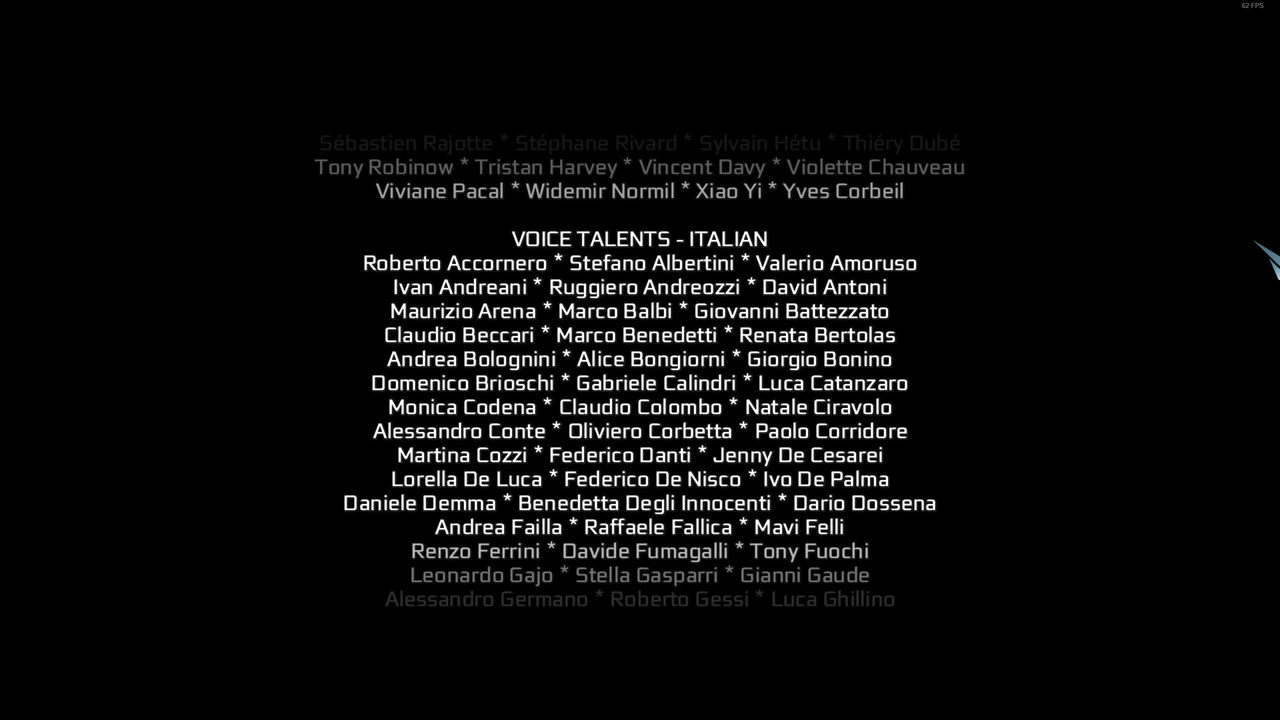 62 FPS
Sébastien Rajotte * Stéphane Rivard * Sylvain Hétu * Thiéry Dubé
Tony Robinow * Tristan Harvey * Vincent Davy * Violette Chauveau
Viviane Pacal * Widemir Normil * Xiao Yi * Yves Corbeil
VOICE TALENTS - ITALIAN
Roberto Accornero * Stefano Albertini * Valerio Amoruso
Ivan Andreani * Ruggiero Andreozzi * David Antoni
Maurizio Arena * Marco Balbi * Giovanni Battezzato
Claudio Beccari * Marco Benedetti * Renata Bertolas
Andrea Bolognini * Alice Bongiorni * Giorgio Bonino
Domenico Brioschi * Gabriele Calindri * Luca Catanzaro
Monica Codena * Claudio Colombo * Natale Ciravolo
Alessandro Conte * Oliviero Corbetta * Paolo Corridore
Martina Cozzi * Federico Danti * Jenny De Cesarei
Lorella De Luca * Federico De Nisco * Ivo De Palma
Daniele Demma * Benedetta Degli Innocenti * Dario Dossena
Andrea Failla * Raffaele Fallica * Mavi Felli
Renzo Ferrini * Davide Fumagalli * Tony Fuochi
Leonardo Gajo * Stella Gasparri * Gianni Gaude
Alessandro Germano * Roberto Gessi * Luca Ghillino